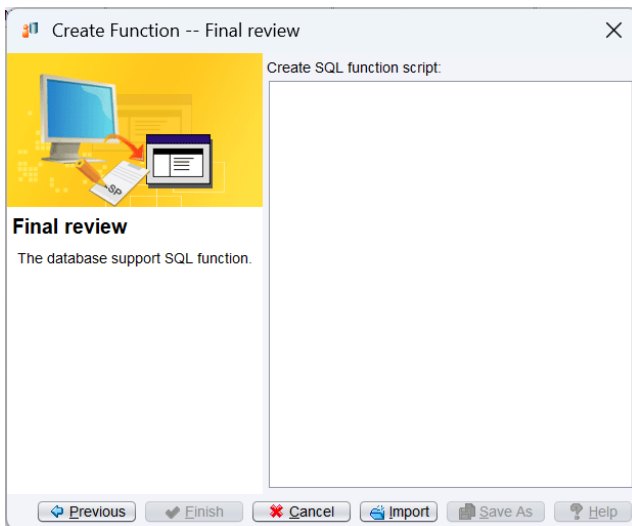 Create Function -- Final review
Create SQL function script:
SP
Final review
The database support SQL function.
Previous
Finish
Cancel
Import
Save As
Help